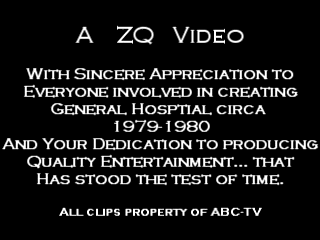 A ZQ Video
With Sincere Appreciation to
Everyone involved in creating
General Hosptial circa
1979-1980
And Your Dedication to producing
Quality Entertainment... that
Has stood the test of time.
All clips property of ABC-TV